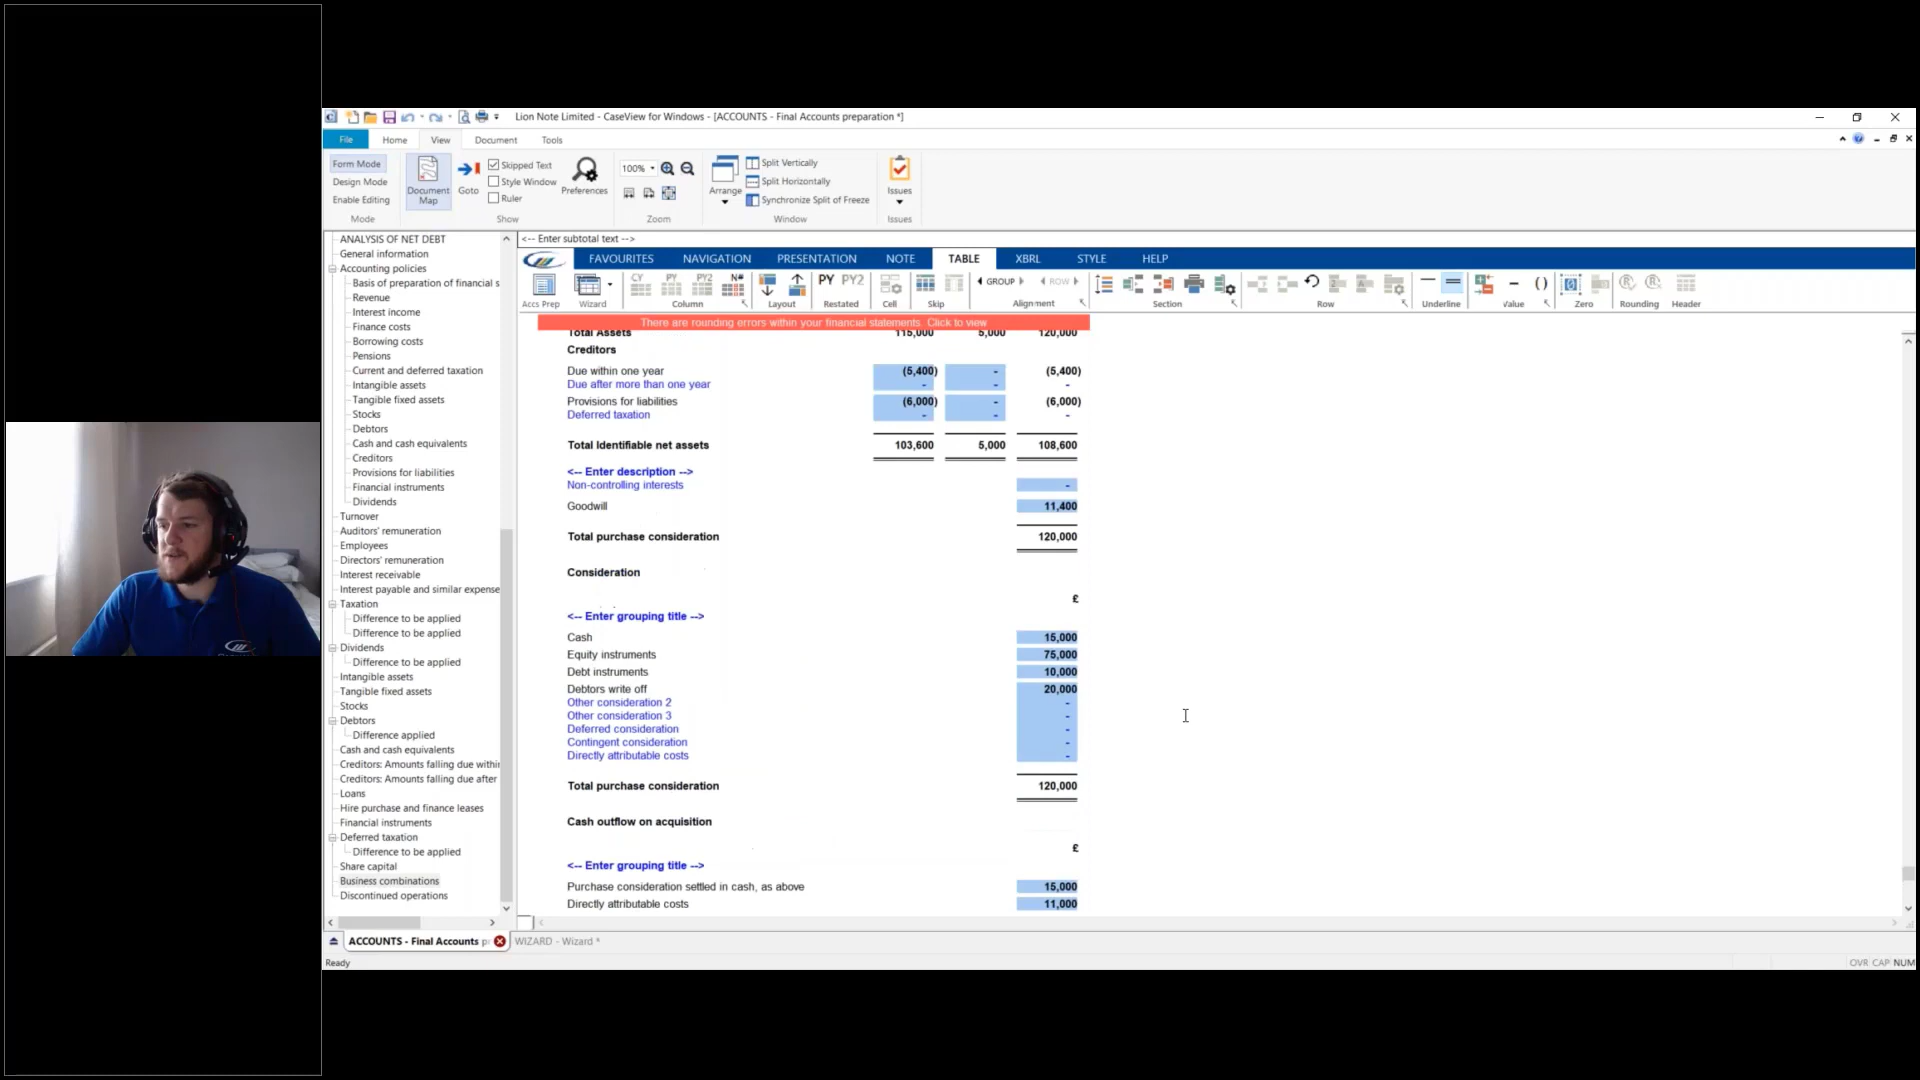 Lion Note Limited - CaseView for Windows - [ACCOUNTS - Final Accounts preparation *]
File Home View Document Tools
Form Mode
Design Mode
Enable Editing
Mode
Document Map
Goto
Skipped Text
Style Window
Ruler
Show
Preferences
100%
Zoom
Arrange
Split Vertically
Split Horizontally
Synchronize Split of Freeze
Window
Issues
Issues
ANALYSIS OF NET DEBT
General information
Accounting policies
Basis of preparation of financial s
Revenue
Interest income
Finance costs
Borrowing costs
Pensions
Current and deferred taxation
Intangible assets
Tangible fixed assets
Stocks
Debtors
Cash and cash equivalents
Creditors
Provisions for liabilities
Financial instruments
Dividends
Turnover
Auditors' remuneration
Employees
Directors' remuneration
Interest receivable
Interest payable and similar expense
Taxation
Difference to be applied
Difference to be applied
Dividends
Difference to be applied
Intangible assets
Tangible fixed assets
Stocks
Debtors
Difference applied
Cash and cash equivalents
Creditors: Amounts falling due withi
Creditors: Amounts falling due after
Loans
Hire purchase and finance leases
Financial instruments
Deferred taxation
Difference to be applied
Share capital
Business combinations
Discontinued operations
<-- Enter subtotal text -->
FAVOURITES NAVIGATION PRESENTATION NOTE TABLE XBRL STYLE HELP
CY PY PY2 N# PY PY2 GROUP ROW
Accs Prep Wizard Column Layout Restated Cell Skip Alignment Section Row Underline Value Zero Rounding Header
There are rounding errors within your financial statements. Click to view
Total Assets 115,000 5,000 120,000
Creditors
Due within one year (5,400) - (5,400)
Due after more than one year - - -
Provisions for liabilities (6,000) - (6,000)
Deferred taxation - - -
Total Identifiable net assets 103,600 5,000 108,600
<-- Enter description -->
Non-controlling interests -
Goodwill 11,400
Total purchase consideration 120,000
Consideration
£
<-- Enter grouping title -->
Cash 15,000
Equity instruments 75,000
Debt instruments 10,000
Debtors write off 20,000
Other consideration 2 -
Other consideration 3 -
Deferred consideration -
Contingent consideration -
Directly attributable costs -
Total purchase consideration 120,000
Cash outflow on acquisition
£
<-- Enter grouping title -->
Purchase consideration settled in cash, as above 15,000
Directly attributable costs 11,000
ACCOUNTS - Final Accounts p WIZARD - Wizard *
Ready OVR CAP NUM